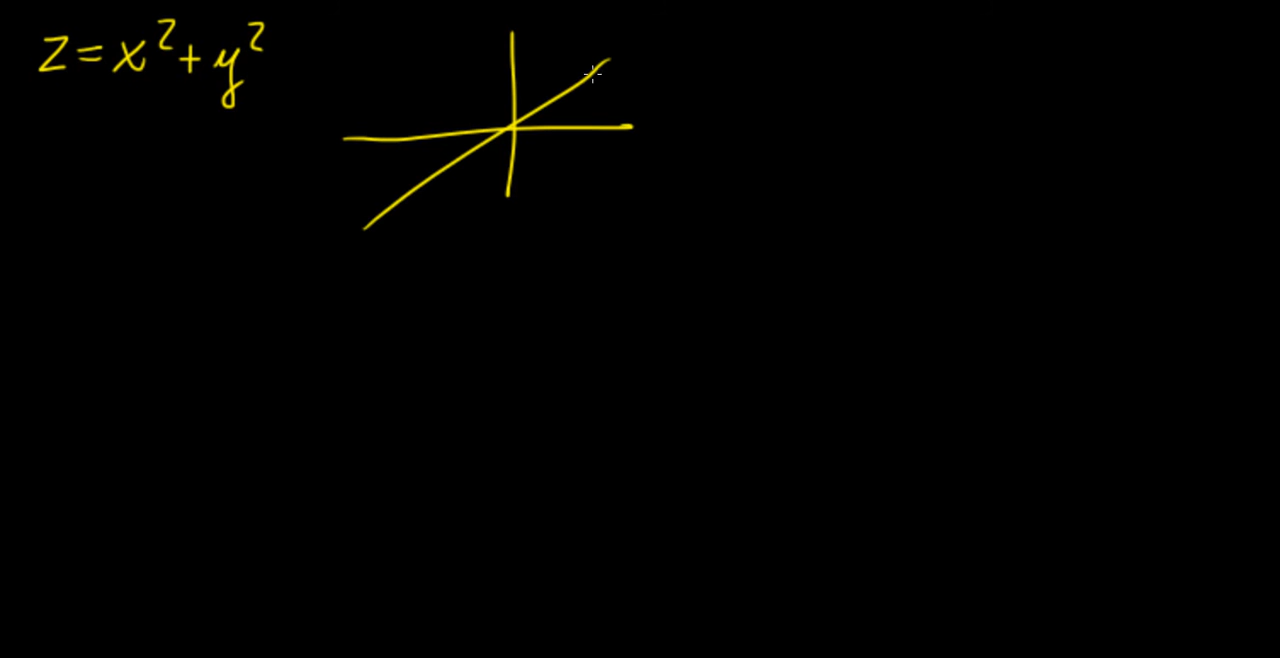 z = x² + y²